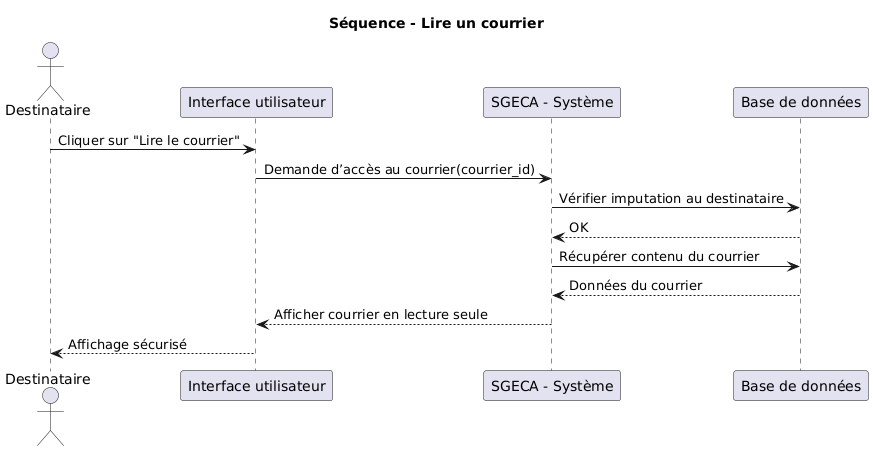 Séquence - Lire un courrier
Destinataire
Interface utilisateur
SGECA - Système
Base de données
Cliquer sur "Lire le courrier"
Demande d’accès au courrier(courrier_id)
Vérifier imputation au destinataire
OK
Récupérer contenu du courrier
Données du courrier
Afficher courrier en lecture seule
Affichage sécurisé
Destinataire
Interface utilisateur
SGECA - Système
Base de données